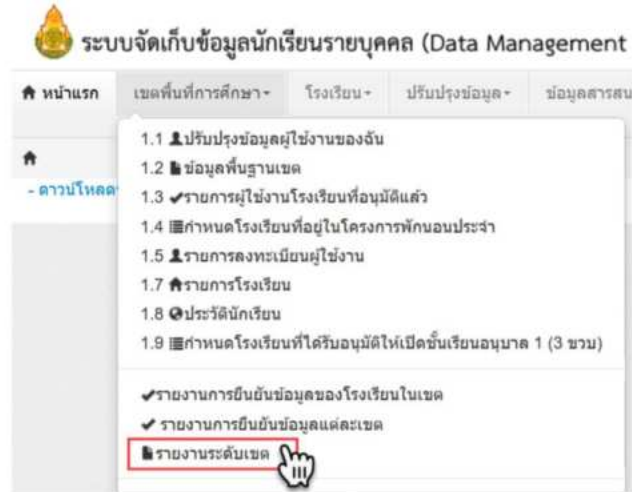 ระบบจัดเก็บข้อมูลนักเรียนรายบุคคล (Data Management
หน้าแรก เขตพื้นที่การศึกษา โรงเรียน ปรับปรุงข้อมูล ข้อมูลสารสน
1.1 ปรับปรุงข้อมูลผู้ใช้งานของฉัน
1.2 ข้อมูลพื้นฐานเขต
- ดาวน์โหลด
1.3 รายการผู้ใช้งานโรงเรียนที่อนุมัติแล้ว
1.4 กำหนดโรงเรียนที่อยู่ในโครงการพักนอนประจำ
1.5 รายการลงทะเบียนผู้ใช้งาน
1.7 รายการโรงเรียน
1.8 ประวัตินักเรียน
1.9 กำหนดโรงเรียนที่ได้รับอนุมัติให้เปิดชั้นเรียนอนุบาล 1 (3 ขวบ)
รายงานการยืนยันข้อมูลของโรงเรียนในเขต
รายงานการยืนยันข้อมูลแต่ละเขต
รายงานระดับเขต